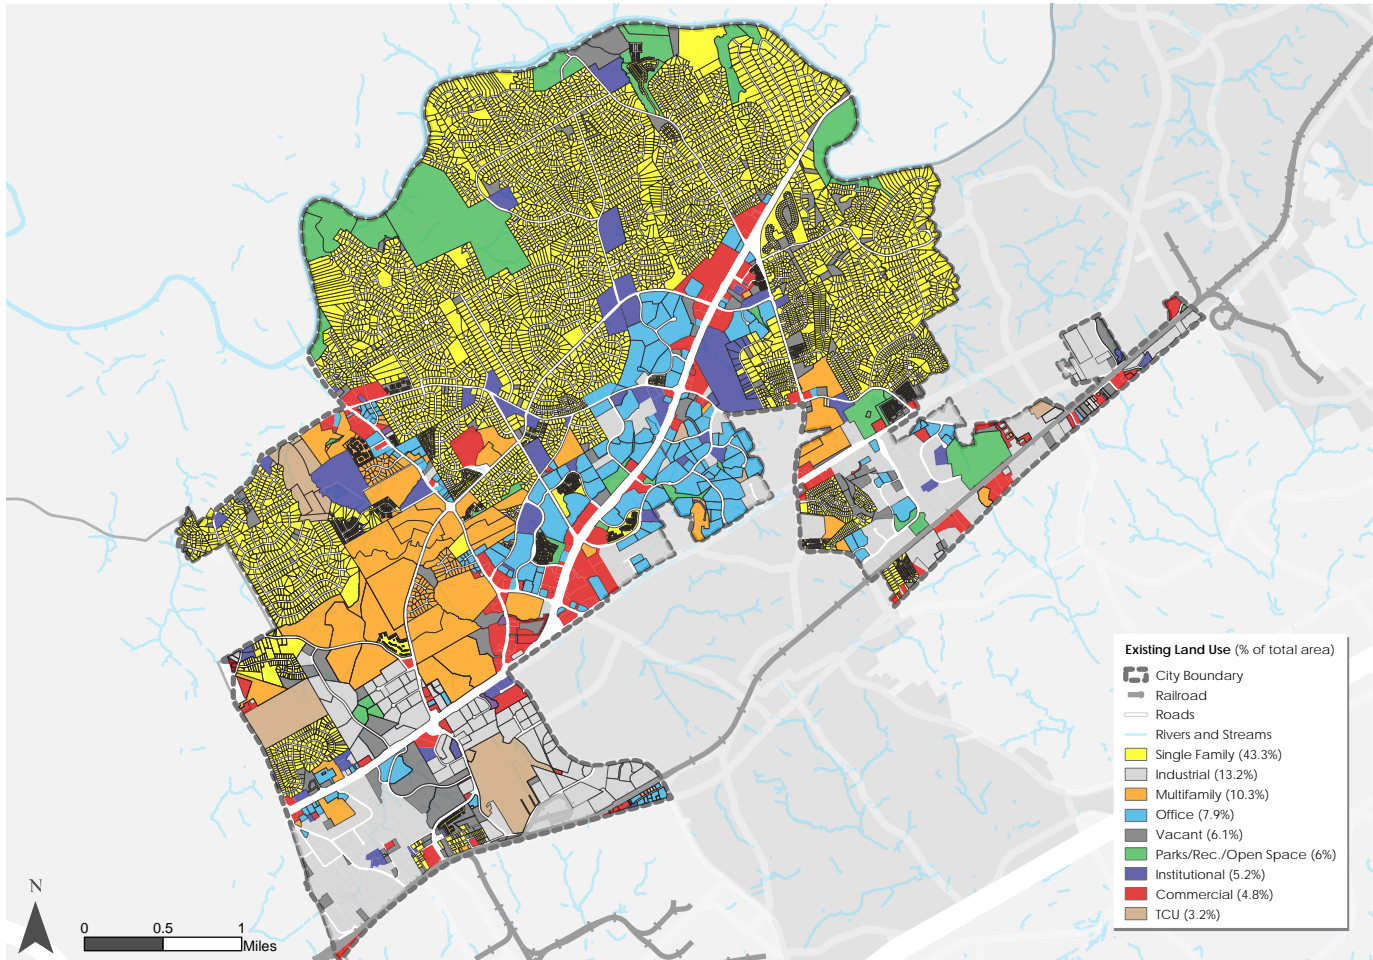 Existing Land Use (% of total area)
City Boundary
Railroad
Roads
Rivers and Streams
Single Family (43.3%)
Industrial (13.2%)
Multifamily (10.3%)
Office (7.9%)
Vacant (6.1%)
Parks/Rec./Open Space (6%)
Institutional (5.2%)
Commercial (4.8%)
TCU (3.2%)
N
0 0.5 1
Miles